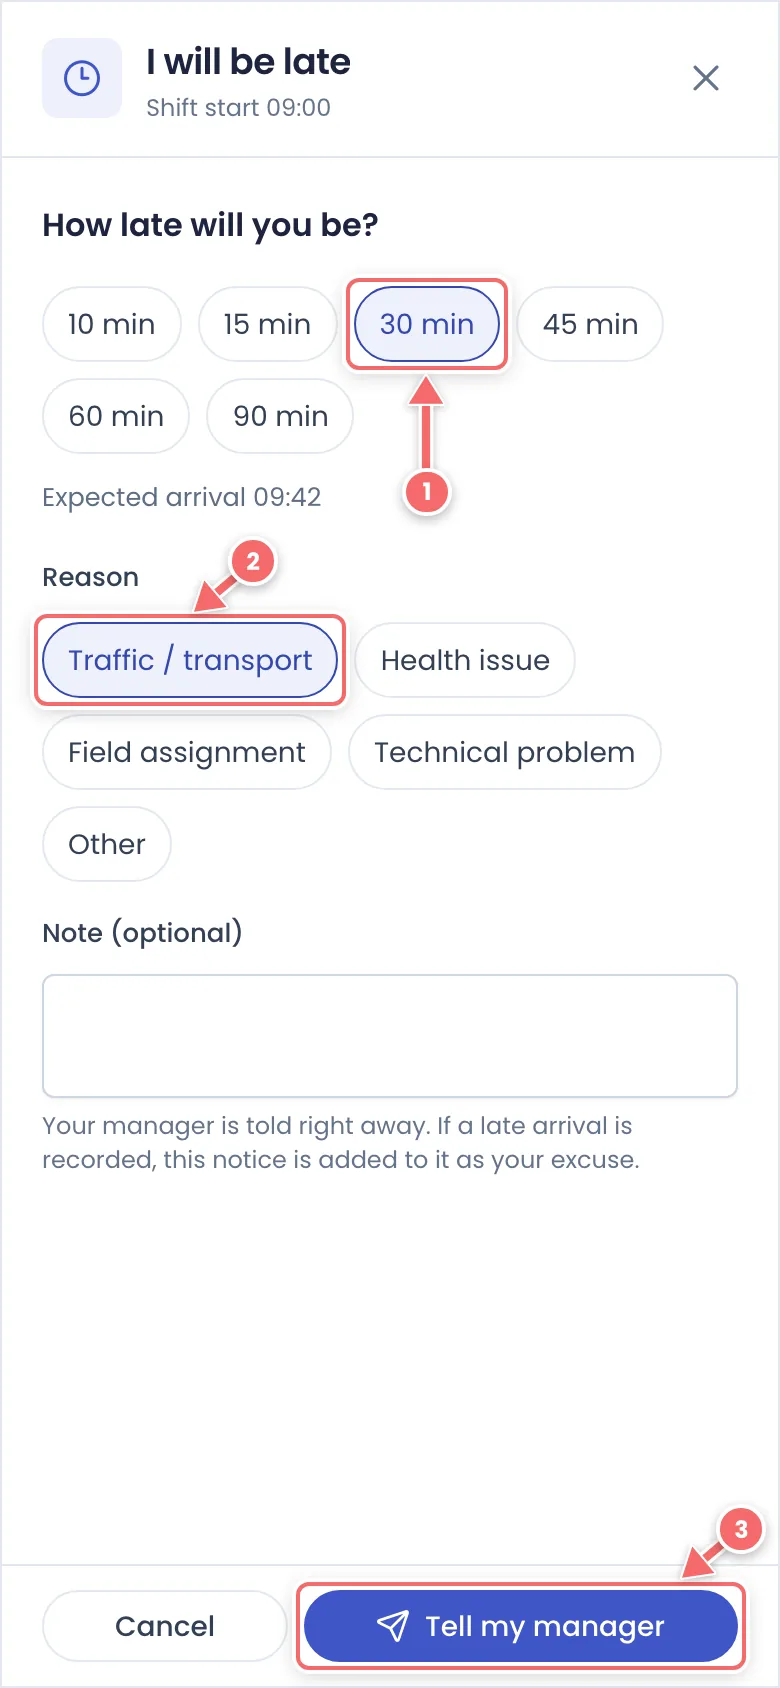 I will be late
Shift start 09:00
How late will you be?
10 min
15 min
30 min
45 min
60 min
90 min
1
Expected arrival 09:42
2
Reason
Traffic / transport
Health issue
Field assignment
Technical problem
Other
Note (optional)
Your manager is told right away. If a late arrival is
recorded, this notice is added to it as your excuse.
3
Cancel
Tell my manager